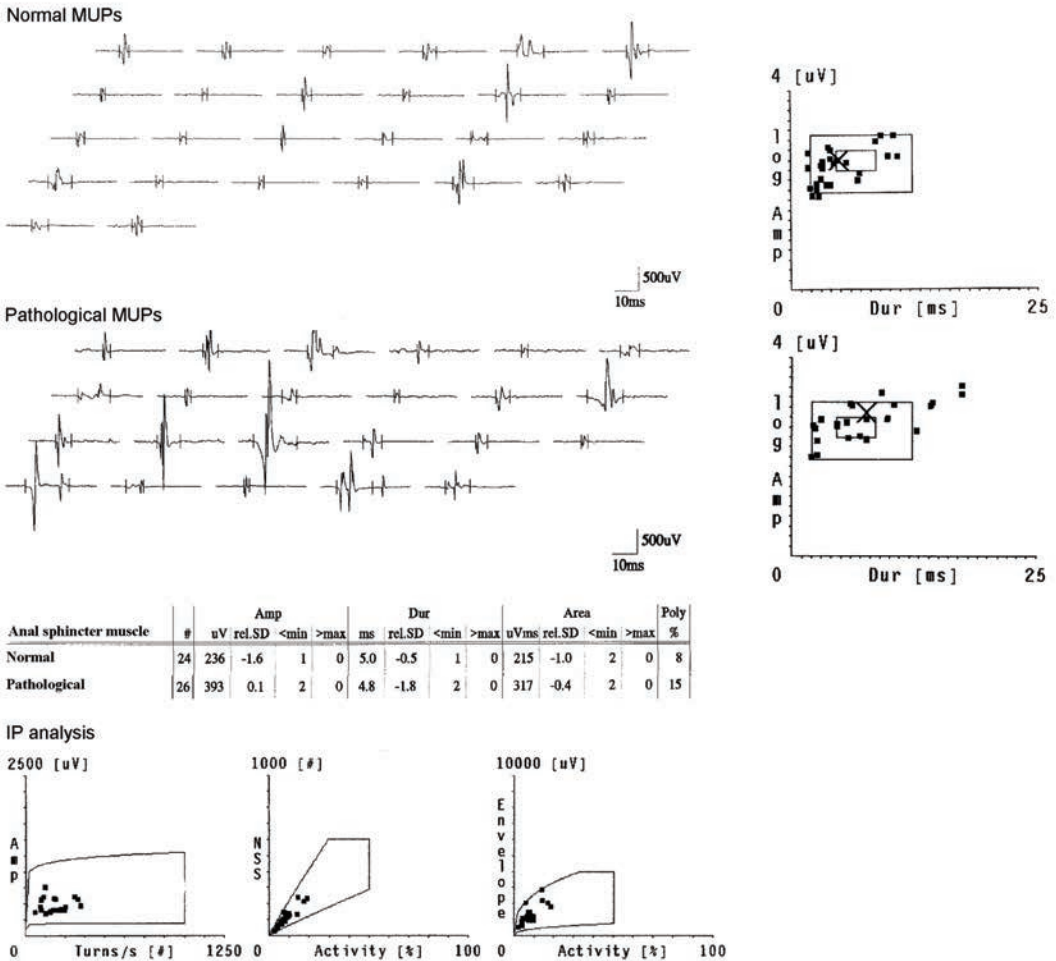 Normal MUPs
4 [uV]
log Amp
0 Dur [ms] 25
500uV
10ms
Pathological MUPs
4 [uV]
log Amp
0 Dur [ms] 25
500uV
10ms
Amp Dur Area Poly
Anal sphincter muscle # uV rel.SD <min >max ms rel.SD <min >max uVms rel.SD <min >max %
Normal 24 236 -1.6 1 0 5.0 -0.5 1 0 215 -1.0 2 0 8
Pathological 26 393 0.1 2 0 4.8 -1.8 2 0 317 -0.4 2 0 15
IP analysis
2500 [uV]
Amp
0 Turns/s [#] 1250
1000 [#]
NSS
0 Activity [%] 100
10000 [uV]
Envelope
0 Activity [%] 100